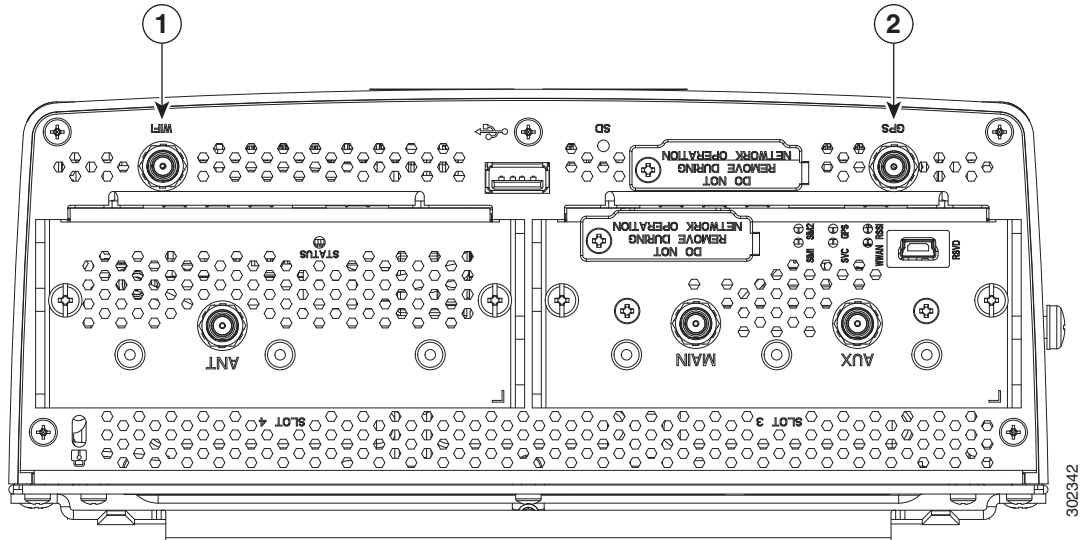 1
2
WIFI
SD
GPS
DO NOT
REMOVE DURING
NETWORK OPERATION
DO NOT
REMOVE DURING
NETWORK OPERATION
STATUS
SIM1 SIM2
SVC GPS
WWAN RSSI
RSVD
ANT
MAIN
AUX
SLOT 4
SLOT 3
302342